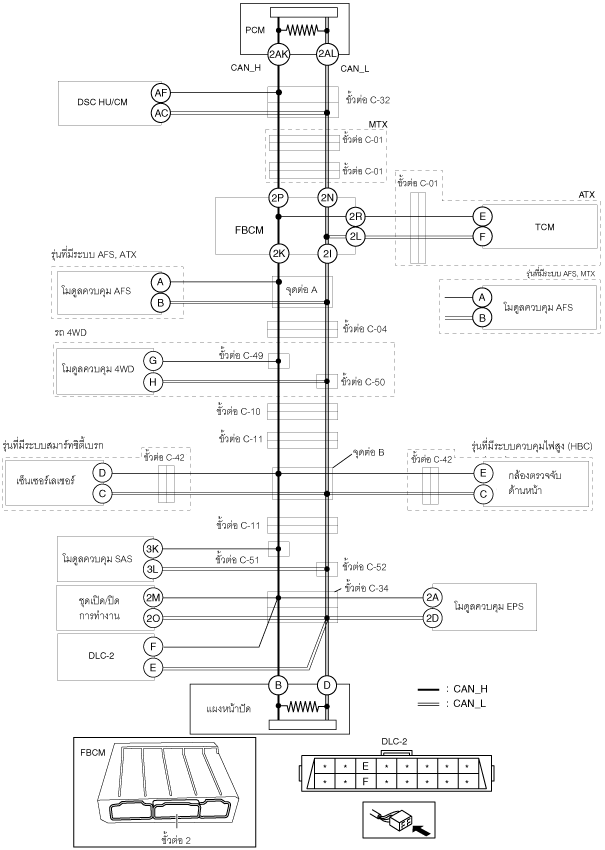 PCM
2AK
2AL
CAN_H
CAN_L
DSC HU/CM
AF
AC
ขั้วต่อ C-32
MTX
ขั้วต่อ C-01
ขั้วต่อ C-01
ขั้วต่อ C-01
ATX
2P
2N
FBCM
2R
2L
E
F
TCM
2K
2I
รุ่นที่มีระบบ AFS, ATX
โมดูลควบคุม AFS
A
B
จุดต่อ A
รุ่นที่มีระบบ AFS, MTX
A
B
โมดูลควบคุม AFS
ขั้วต่อ C-04
รถ 4WD
โมดูลควบคุม 4WD
G
H
ขั้วต่อ C-49
ขั้วต่อ C-50
ขั้วต่อ C-10
ขั้วต่อ C-11
จุดต่อ B
รุ่นที่มีระบบสมาร์ทซิตี้เบรก
ขั้วต่อ C-42
เซ็นเซอร์เลเซอร์
D
C
รุ่นที่มีระบบควบคุมไฟสูง (HBC)
ขั้วต่อ C-42
E
C
กล้องตรวจจับ
ด้านหน้า
ขั้วต่อ C-11
โมดูลควบคุม SAS
3K
3L
ขั้วต่อ C-51
ขั้วต่อ C-52
ขั้วต่อ C-34
ชุดเปิด/ปิด
การทำงาน
2M
2O
2A
2D
โมดูลควบคุม EPS
DLC-2
F
E
B
D
แผงหน้าปัด
: CAN_H
: CAN_L
FBCM
ขั้วต่อ 2
DLC-2
* * E * * * * *
* * F * * * * *